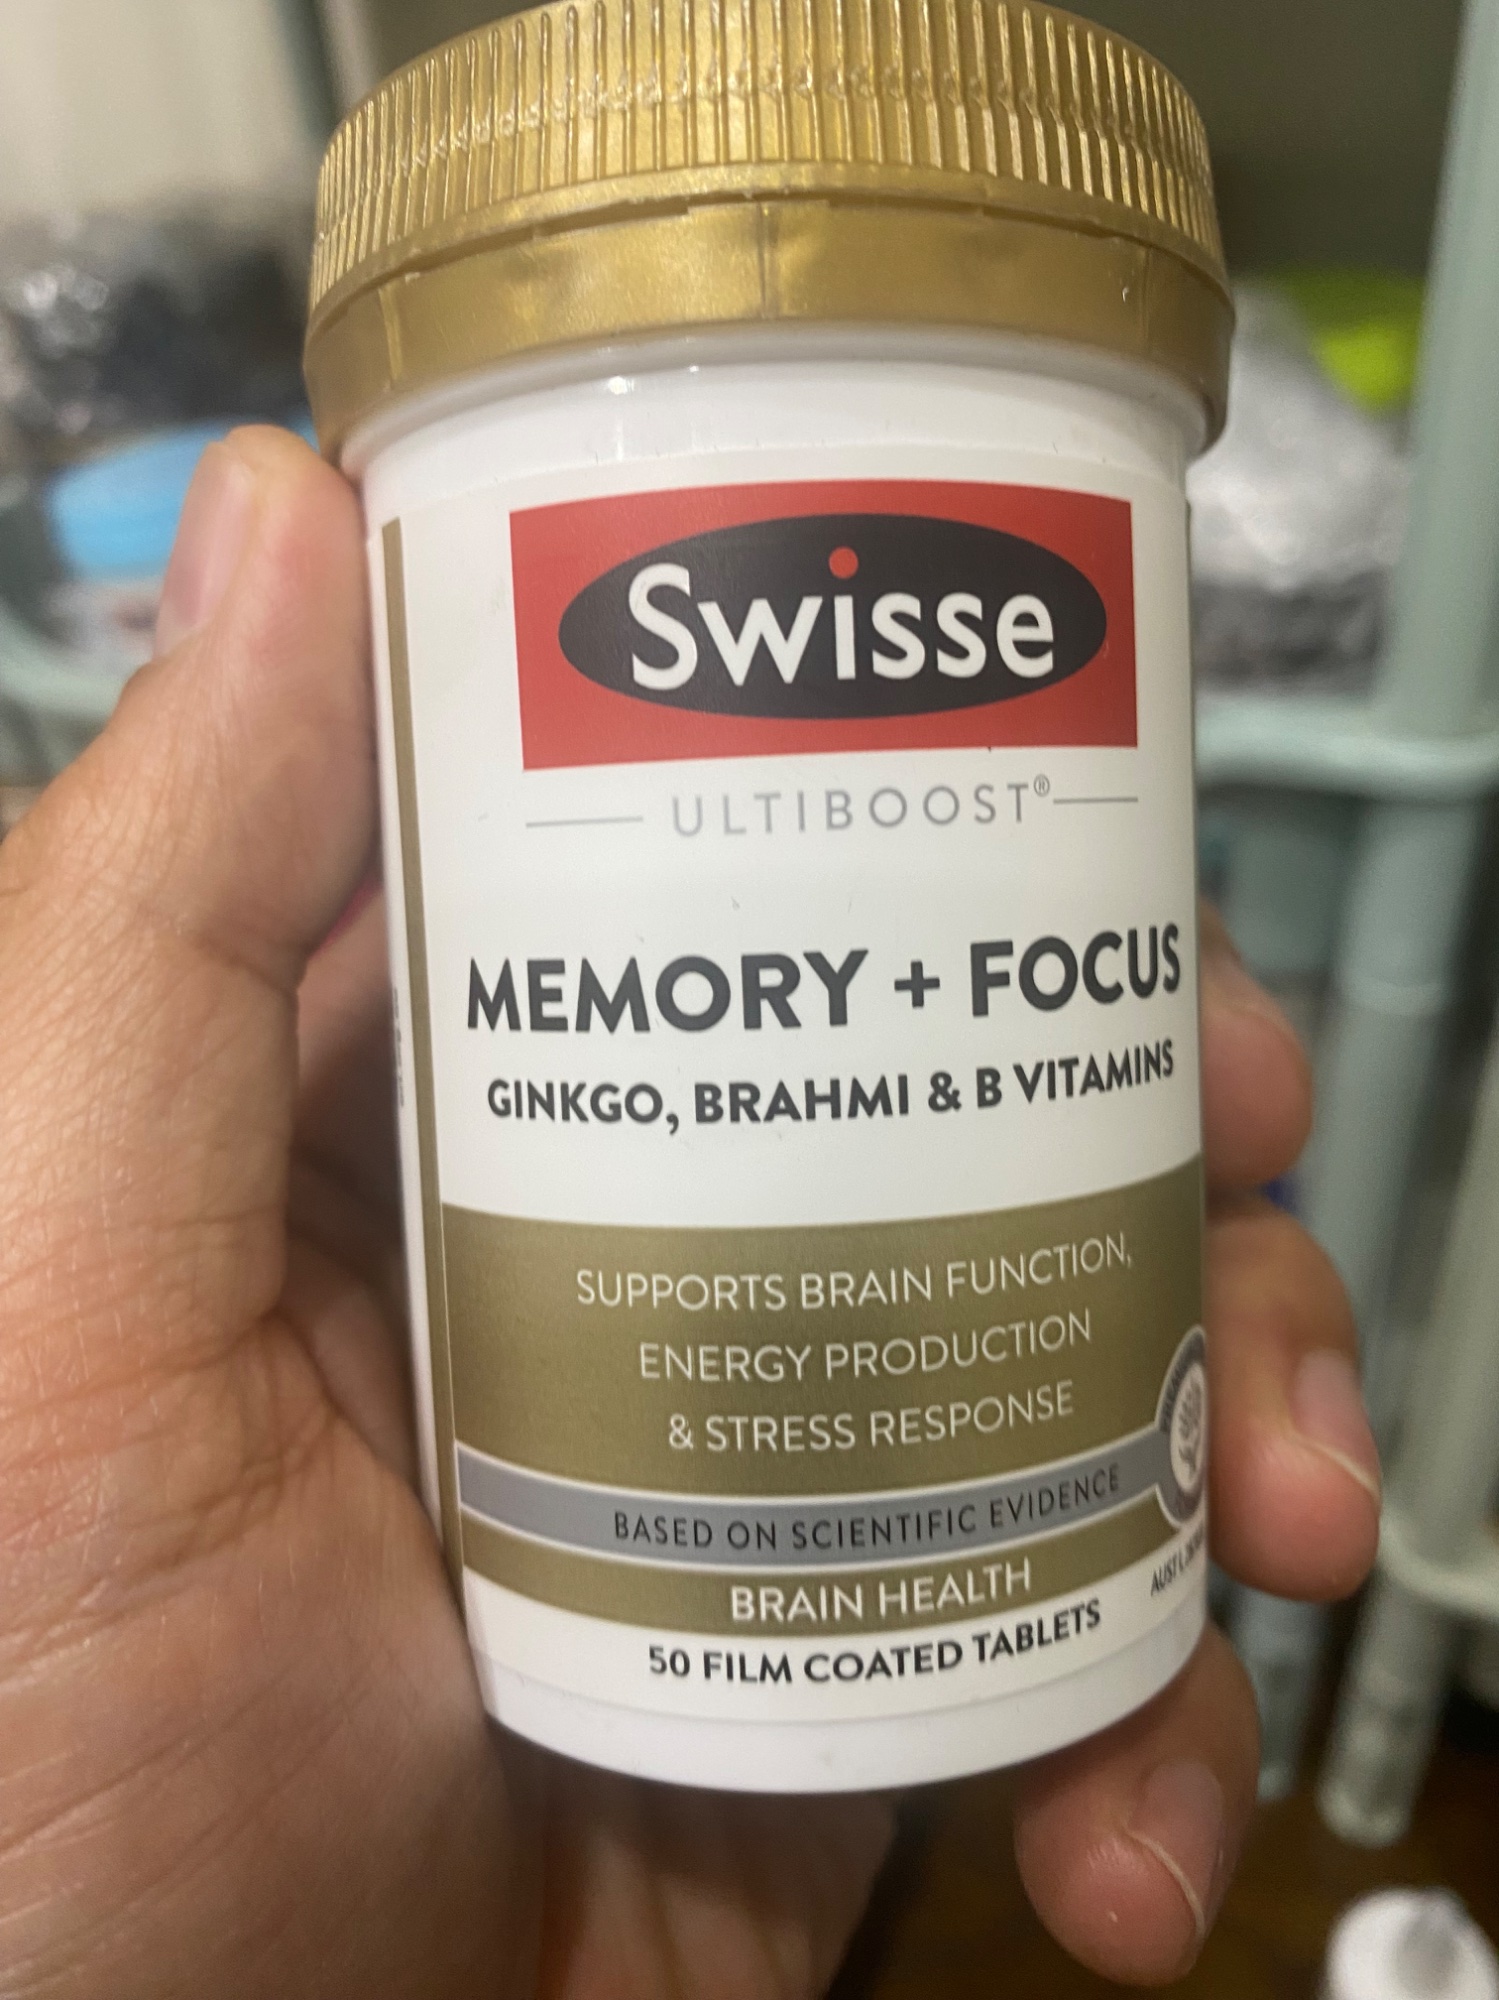 Swisse
ULTIBOOST®
MEMORY + FOCUS
GINKGO, BRAHMI & B VITAMINS
SUPPORTS BRAIN FUNCTION,
ENERGY PRODUCTION
& STRESS RESPONSE
BASED ON SCIENTIFIC EVIDENCE
BRAIN HEALTH
50 FILM COATED TABLETS
AUST L